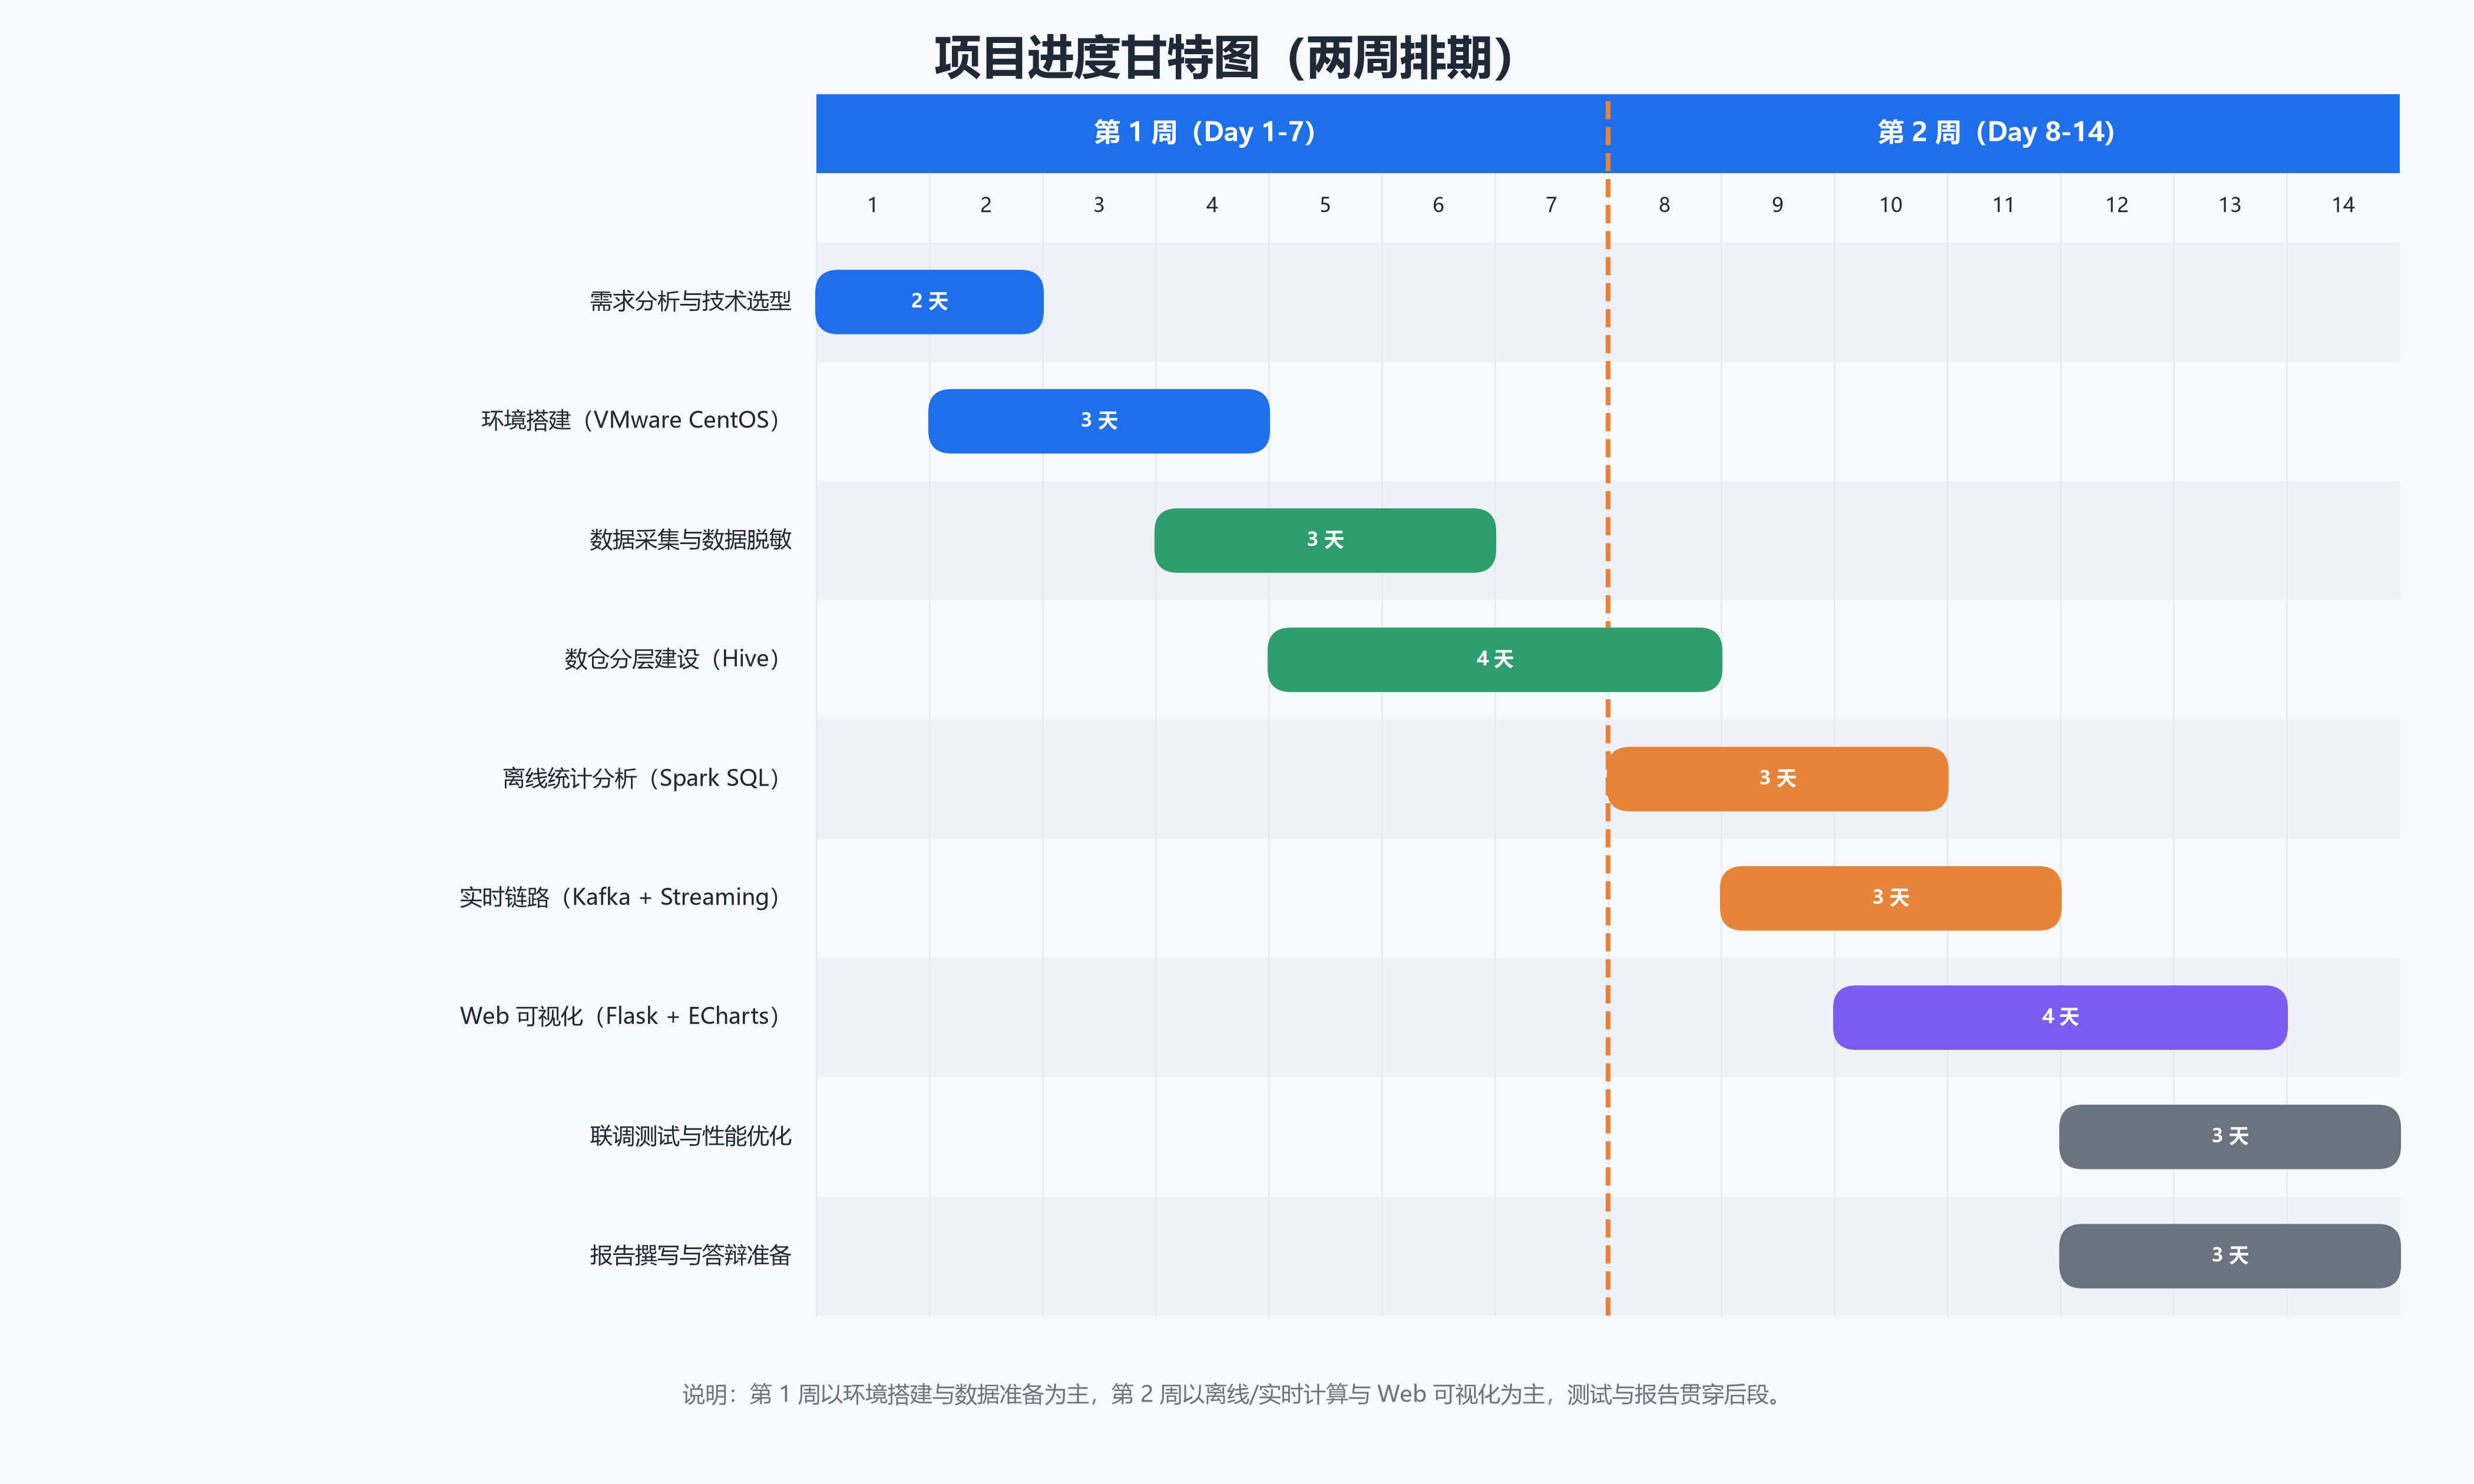 项目进度甘特图（两周排期）
第 1 周（Day 1-7） 第 2 周（Day 8-14）
1 2 3 4 5 6 7 8 9 10 11 12 13 14
需求分析与技术选型 2 天
环境搭建（VMware CentOS） 3 天
数据采集与数据脱敏 3 天
数仓分层建设（Hive） 4 天
离线统计分析（Spark SQL） 3 天
实时链路（Kafka + Streaming） 3 天
Web 可视化（Flask + ECharts） 4 天
联调测试与性能优化 3 天
报告撰写与答辩准备 3 天
说明：第 1 周以环境搭建与数据准备为主，第 2 周以离线/实时计算与 Web 可视化为主，测试与报告贯穿后段。